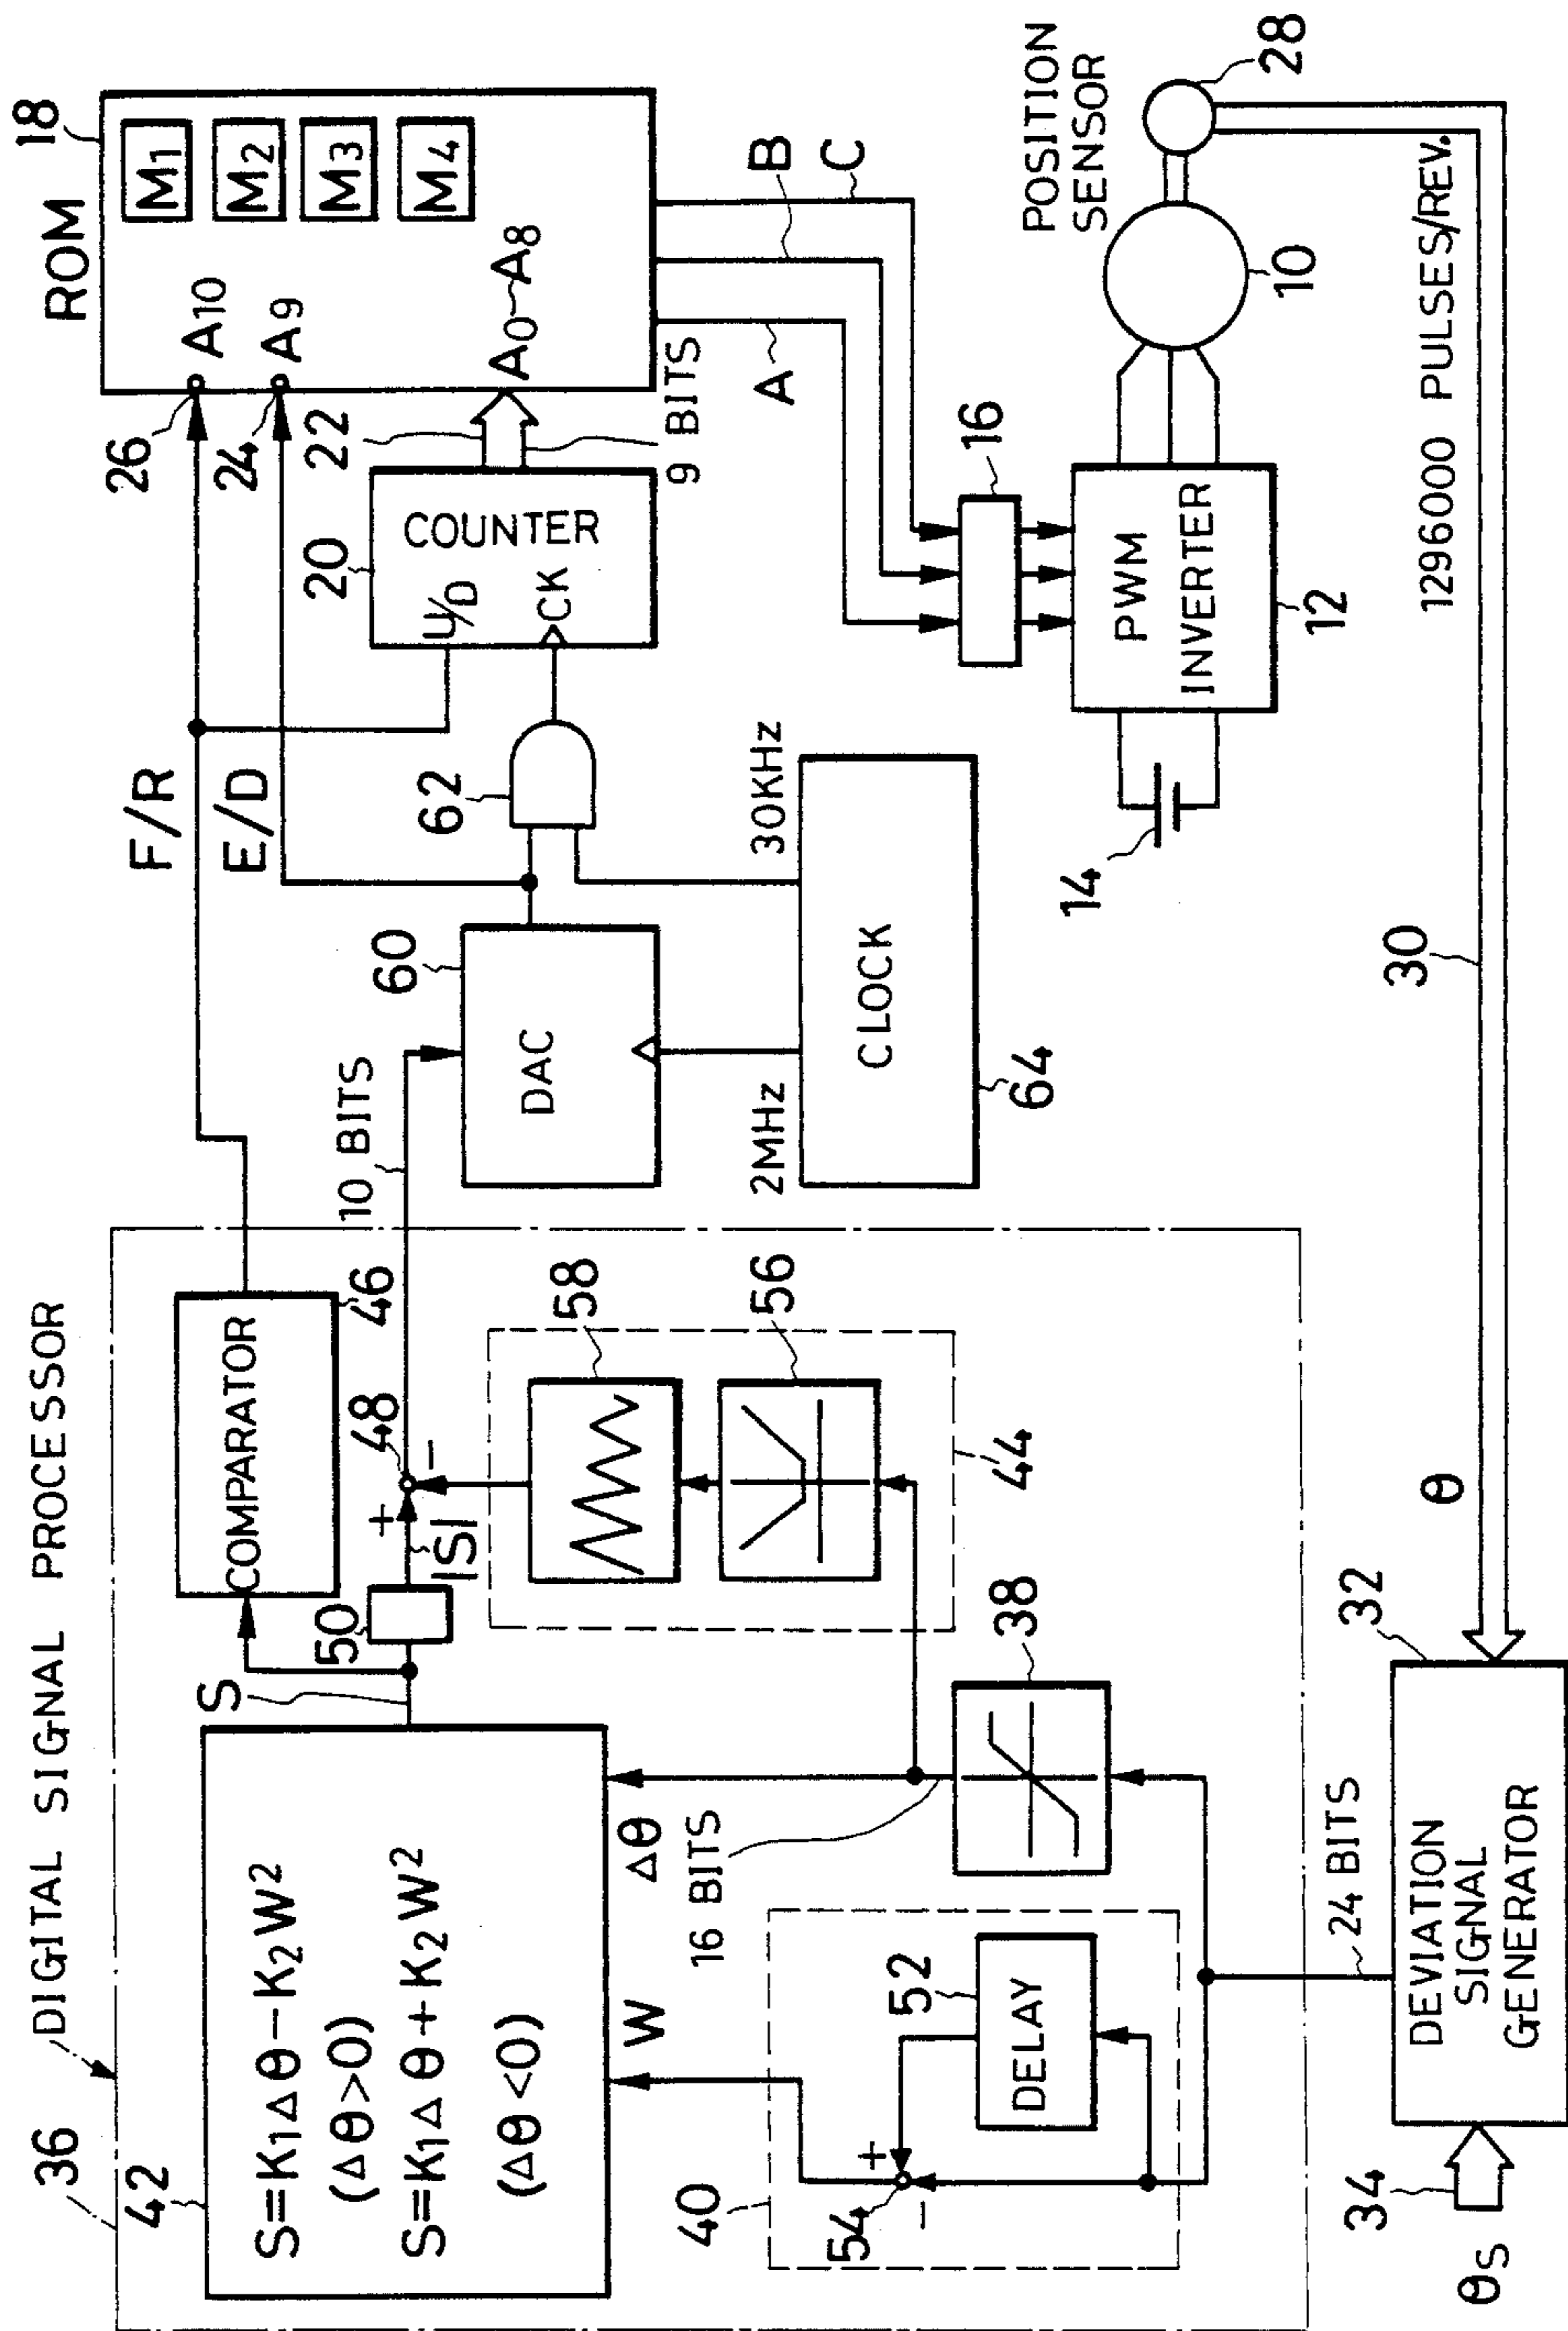 36
DIGITAL SIGNAL PROCESSOR
42
S=K1Δθ-K2W²
(Δθ>0)
S=K1Δθ+K2W²
(Δθ<0)
S
50
|S|
+
-
48
COMPARATOR
46
W
Δθ
16 BITS
40
54
+
-
DELAY
52
38
44
58
56
10 BITS
DAC
60
2MHz
30KHz
CLOCK
64
F/R
E/D
62
COUNTER
U/D
CK
20
22
9 BITS
26
24
ROM
18
A10
A9
A0~A8
M1
M2
M3
M4
A
B
C
16
PWM
INVERTER
12
14
10
POSITION
SENSOR
28
1296000 PULSES/REV.
30
θ
32
DEVIATION
SIGNAL
GENERATOR
24 BITS
34
θs